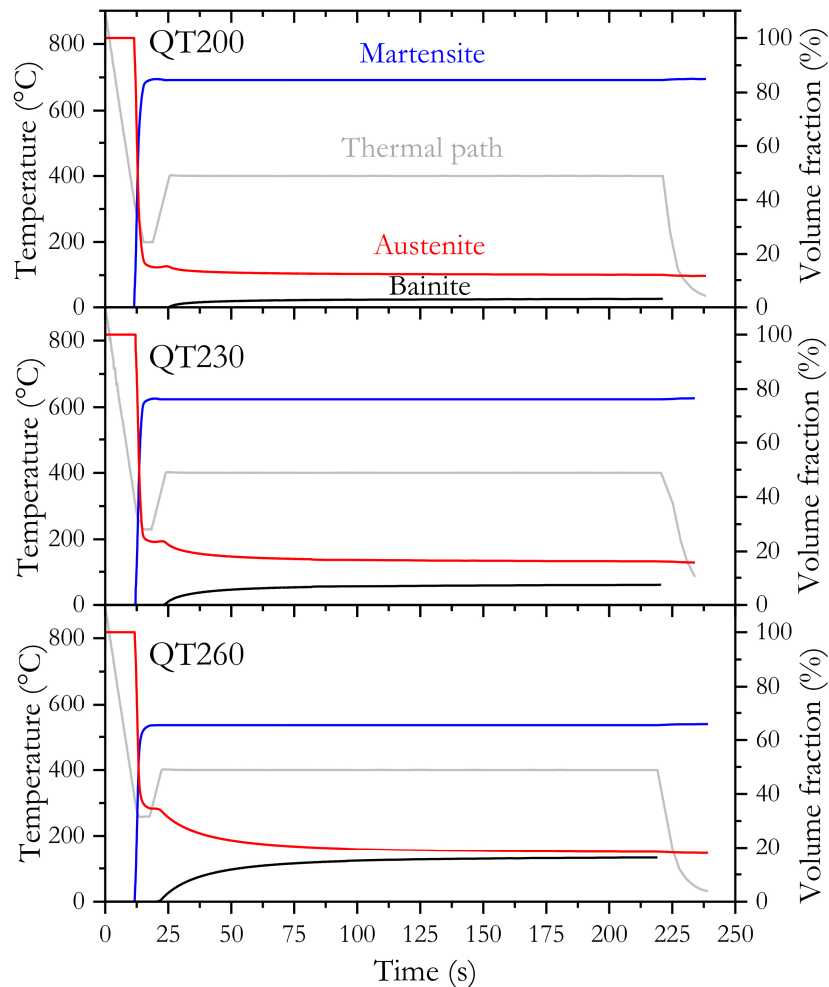 QT200
Martensite
Thermal path
Austenite
Bainite
Temperature (°C)
800
600
400
200
0
Volume fraction (%)
100
80
60
40
20
0
QT230
Temperature (°C)
800
600
400
200
0
Volume fraction (%)
100
80
60
40
20
0
QT260
Temperature (°C)
800
600
400
200
0
Volume fraction (%)
100
80
60
40
20
0
0 25 50 75 100 125 150 175 200 225 250
Time (s)